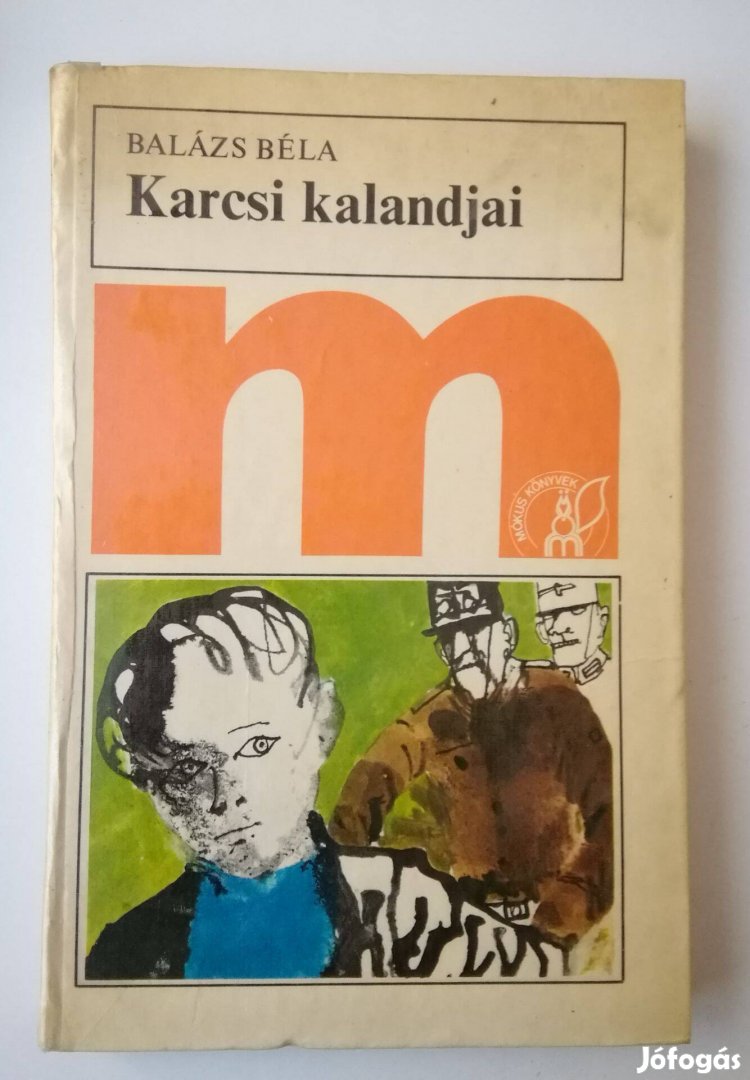 BALÁZS BÉLA
Karcsi kalandjai
m
MÓKUS KÖNYVEK
m
Jófogás